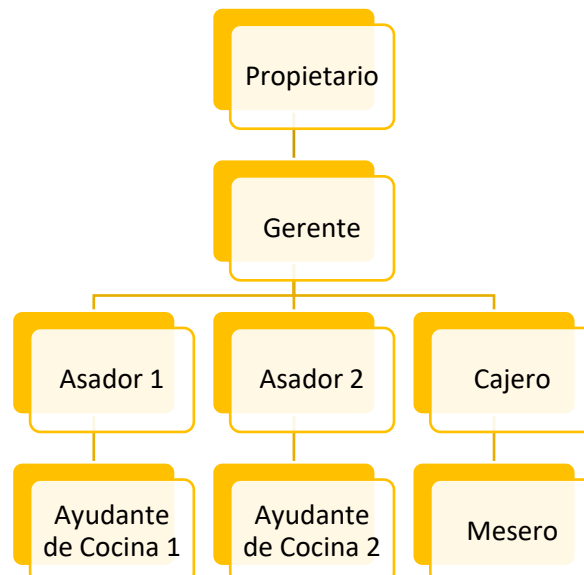 Propietario
Gerente
Asador 1
Asador 2
Cajero
Ayudante
de Cocina 1
Ayudante
de Cocina 2
Mesero